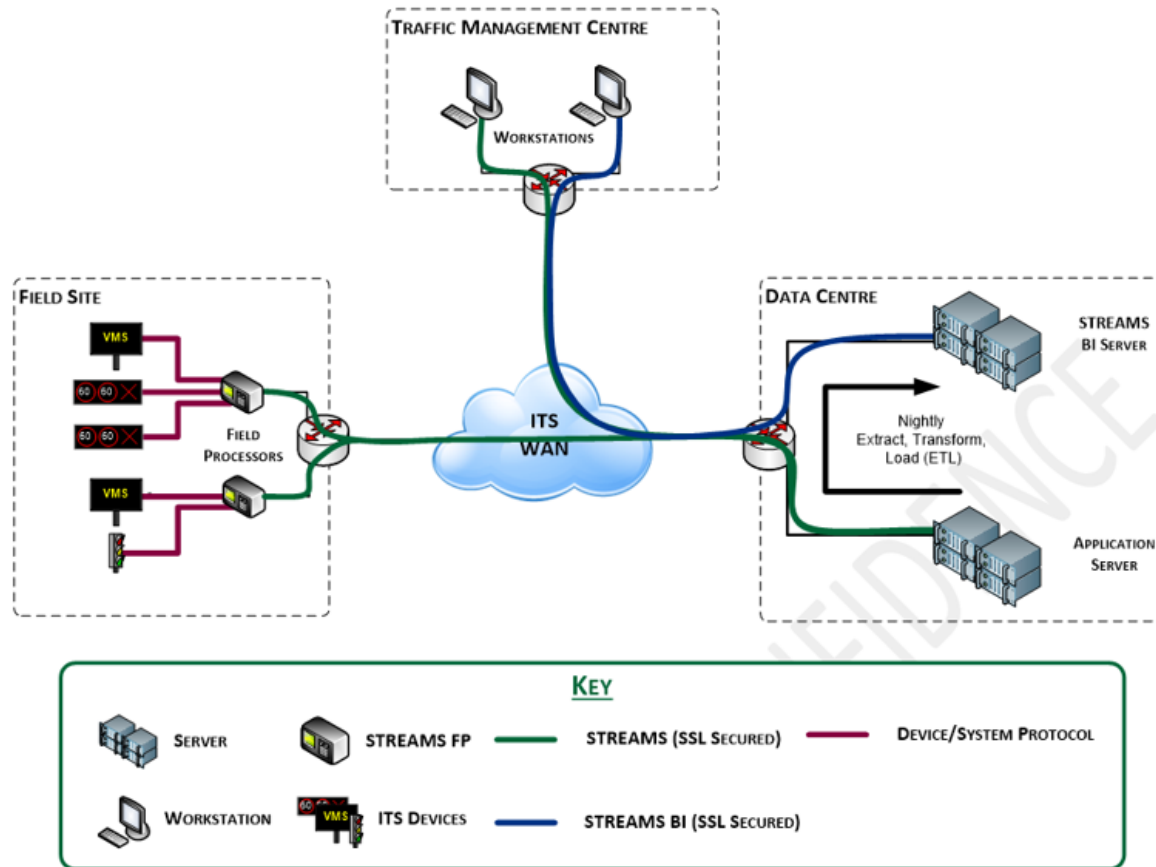 TRAFFIC MANAGEMENT CENTRE
WORKSTATIONS
FIELD SITE
VMS
60 60
60 60
FIELD
PROCESSORS
VMS
ITS
WAN
DATA CENTRE
STREAMS
BI SERVER
Nightly
Extract, Transform,
Load (ETL)
APPLICATION
SERVER
KEY
SERVER
STREAMS FP
STREAMS (SSL SECURED)
DEVICE/SYSTEM PROTOCOL
WORKSTATION
60
VMS
ITS DEVICES
STREAMS BI (SSL SECURED)